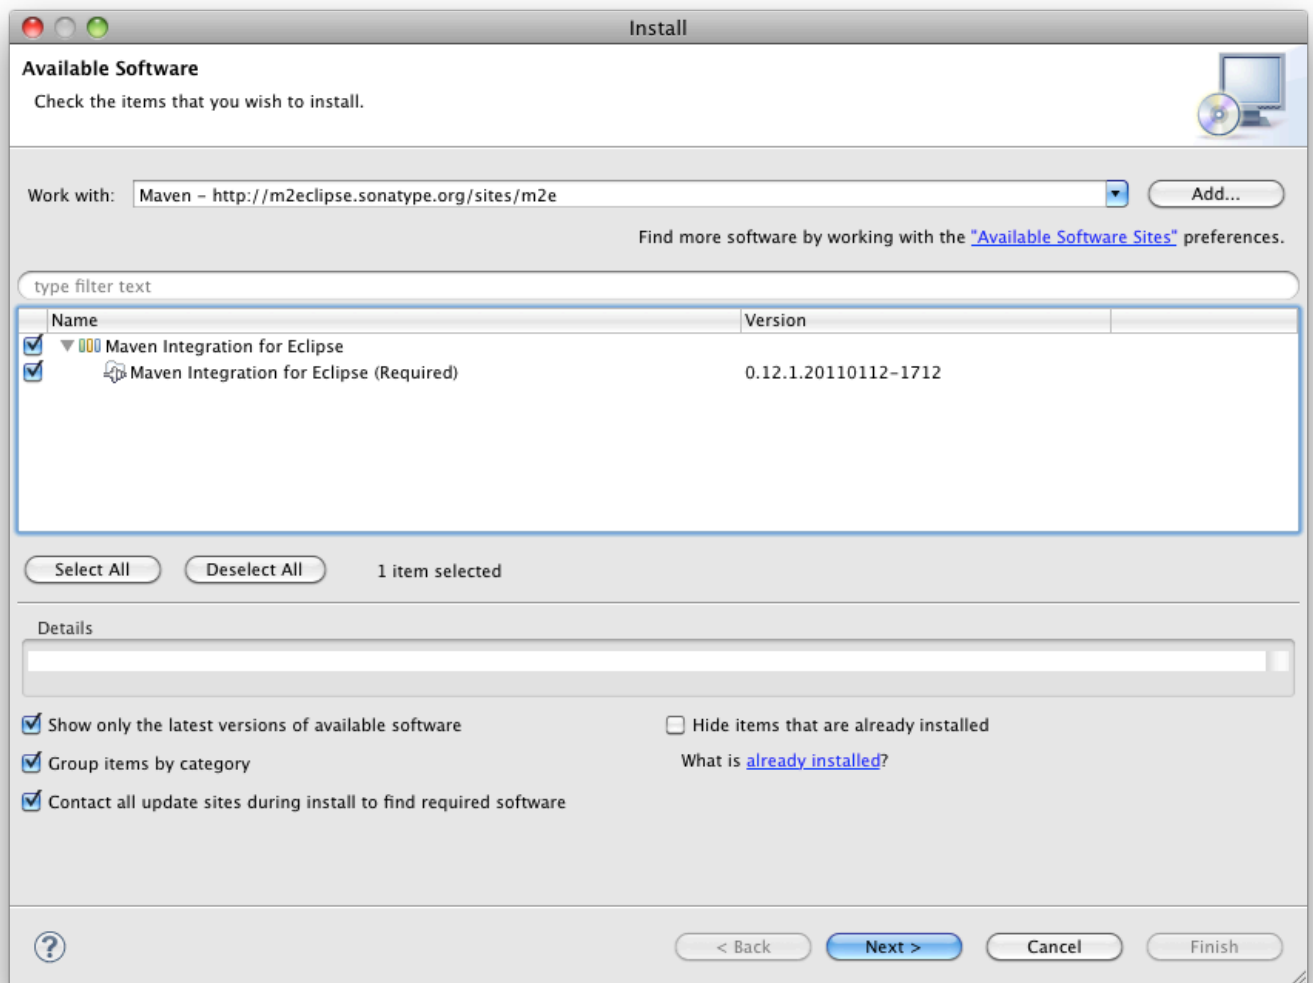 Install
Available Software
Check the items that you wish to install.
Work with: Maven – http://m2eclipse.sonatype.org/sites/m2e Add...
Find more software by working with the "Available Software Sites" preferences.
type filter text
Name Version
Maven Integration for Eclipse
Maven Integration for Eclipse (Required) 0.12.1.20110112–1712
Select All Deselect All 1 item selected
Details
Show only the latest versions of available software Hide items that are already installed
Group items by category What is already installed?
Contact all update sites during install to find required software
? < Back Next > Cancel Finish